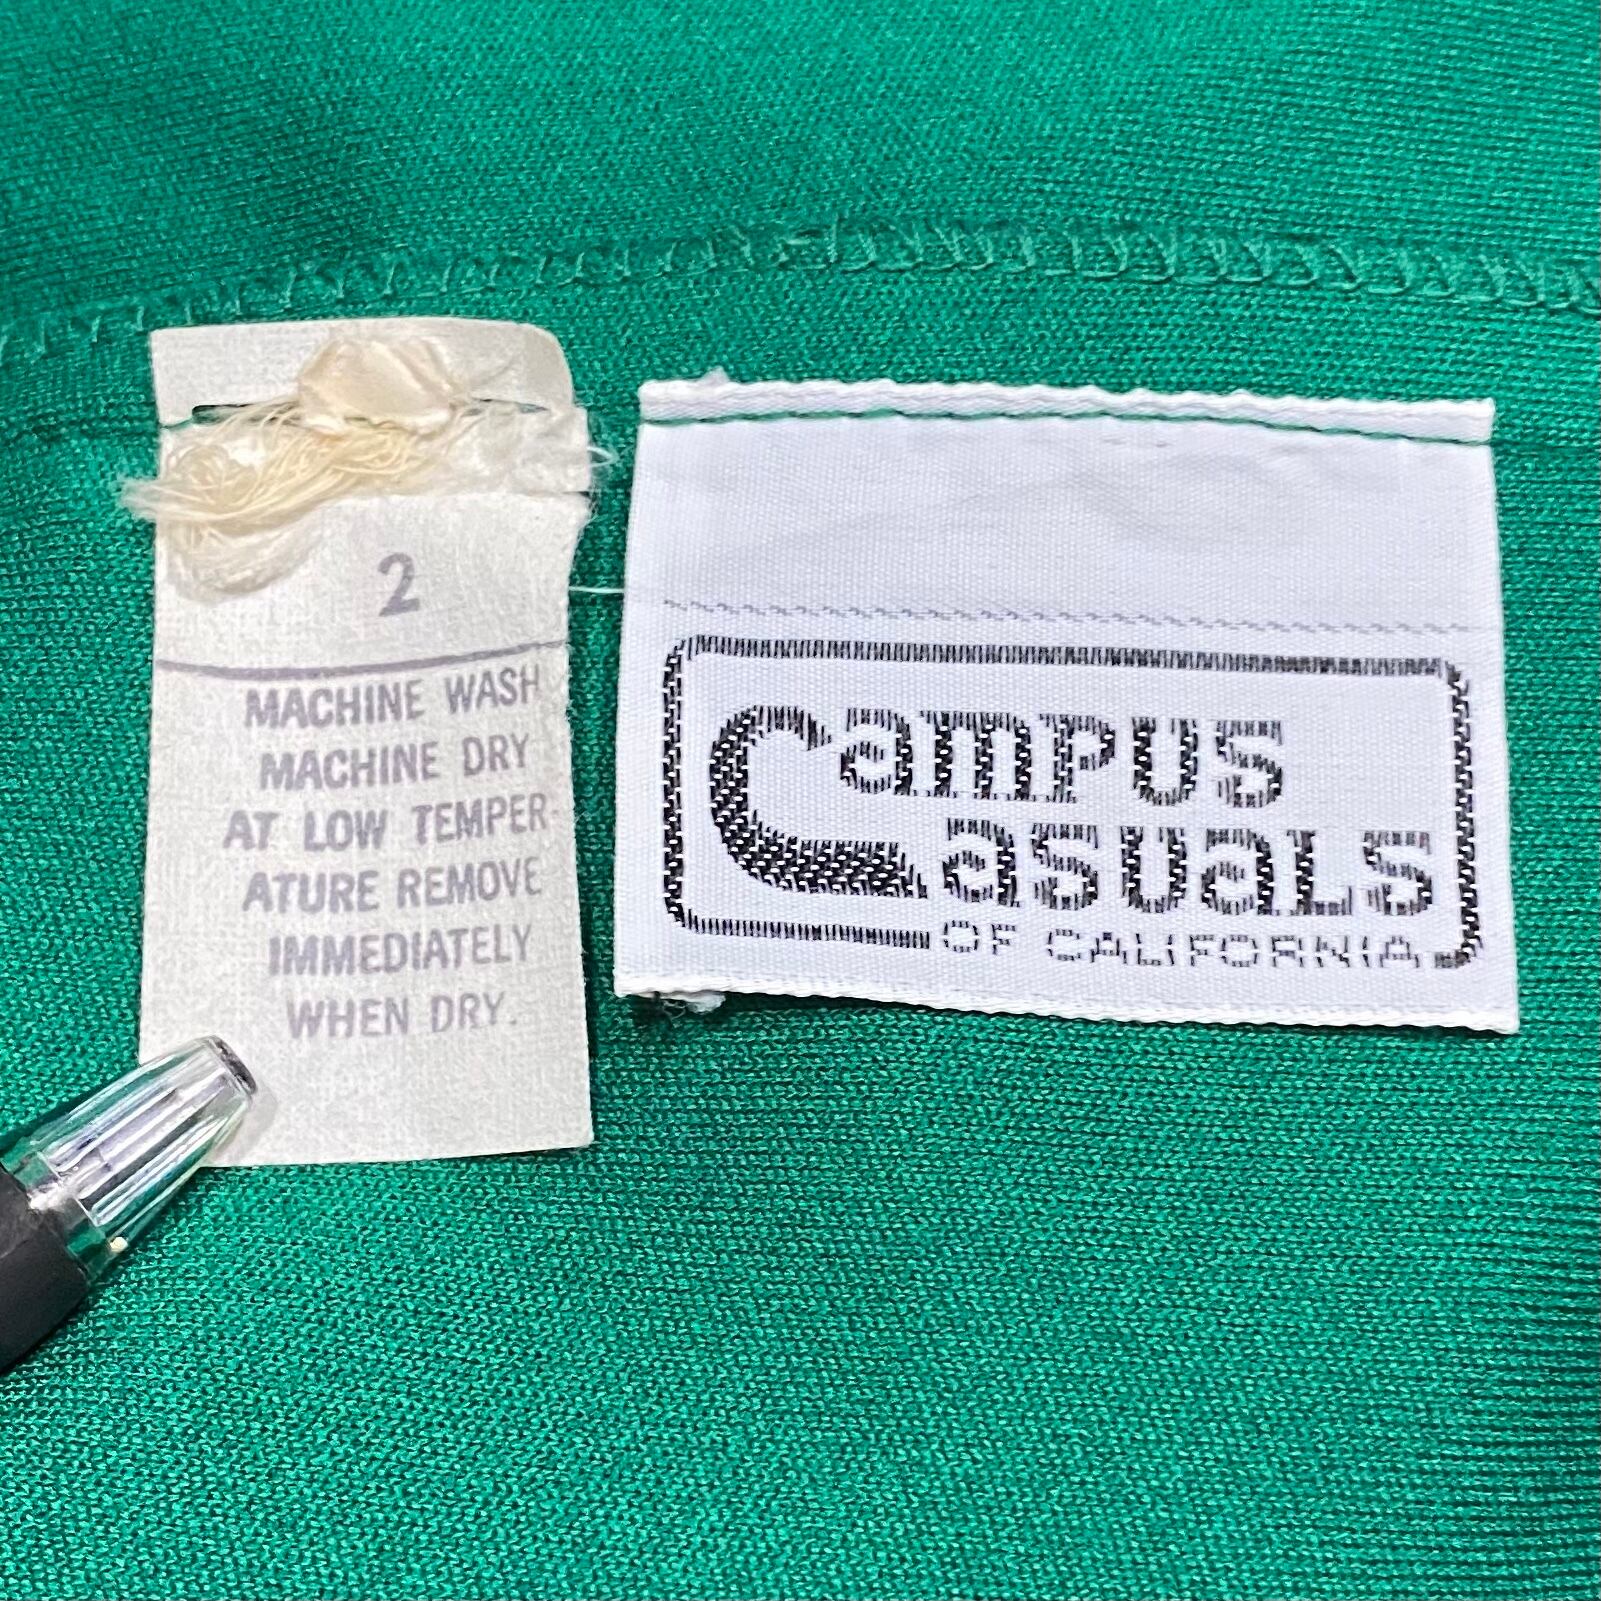 2
MACHINE WASH
MACHINE DRY
AT LOW TEMPER-
ATURE REMOVE
IMMEDIATELY
WHEN DRY.
Campus
Casuals
OF CALIFORNIA